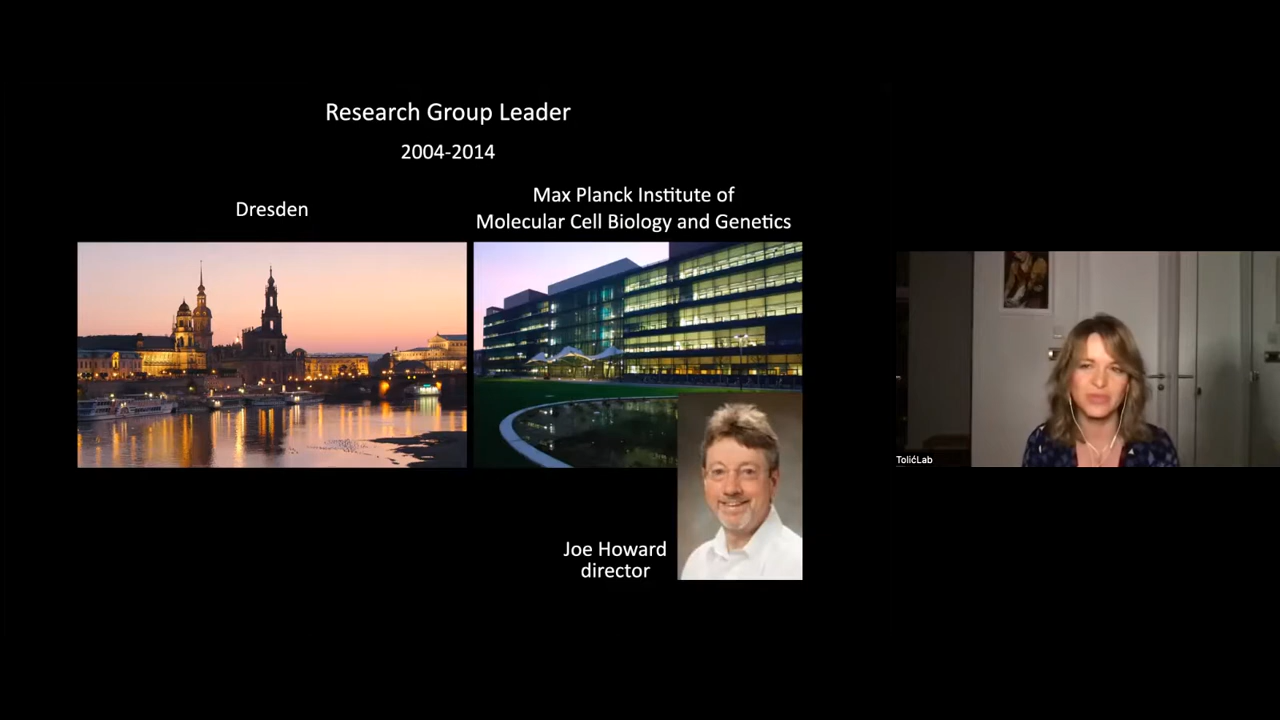 Research Group Leader
2004-2014
Dresden
Max Planck Institute of
Molecular Cell Biology and Genetics
Joe Howard
director
TolićLab